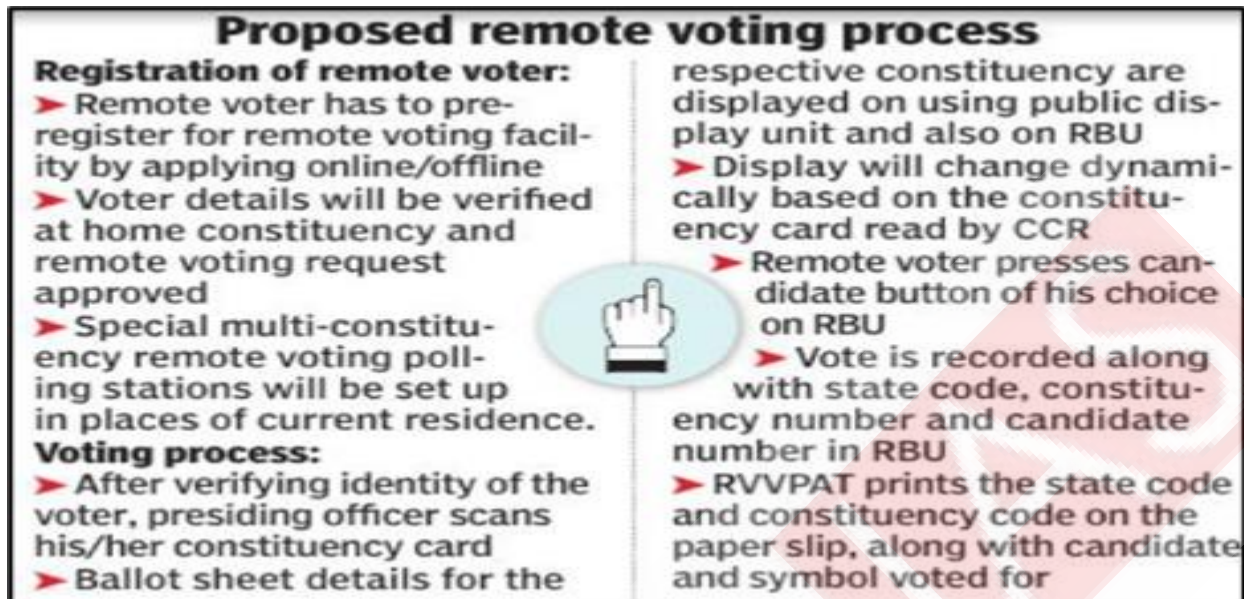 Proposed remote voting process
Registration of remote voter:
➤ Remote voter has to pre-
register for remote voting facil-
ity by applying online/offline
➤ Voter details will be verified
at home constituency and
remote voting request
approved
➤ Special multi-constitu-
ency remote voting poll-
ing stations will be set up
in places of current residence.
Voting process:
➤ After verifying identity of the
voter, presiding officer scans
his/her constituency card
➤ Ballot sheet details for the
respective constituency are
displayed on using public dis-
play unit and also on RBU
➤ Display will change dynami-
cally based on the constitu-
ency card read by CCR
➤ Remote voter presses can-
didate button of his choice
on RBU
➤ Vote is recorded along
with state code, constitu-
ency number and candidate
number in RBU
➤ RVVPAT prints the state code
and constituency code on the
paper slip, along with candidate
and symbol voted for
IAS